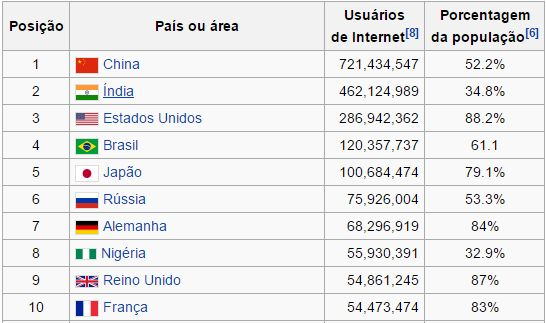 Posição País ou área Usuários de Internet[8] Porcentagem da população[6]
1 China 721,434,547 52.2%
2 Índia 462,124,989 34.8%
3 Estados Unidos 286,942,362 88.2%
4 Brasil 120,357,737 61.1
5 Japão 100,684,474 79.1%
6 Rússia 75,926,004 53.3%
7 Alemanha 68,296,919 84%
8 Nigéria 55,930,391 32.9%
9 Reino Unido 54,861,245 87%
10 França 54,473,474 83%